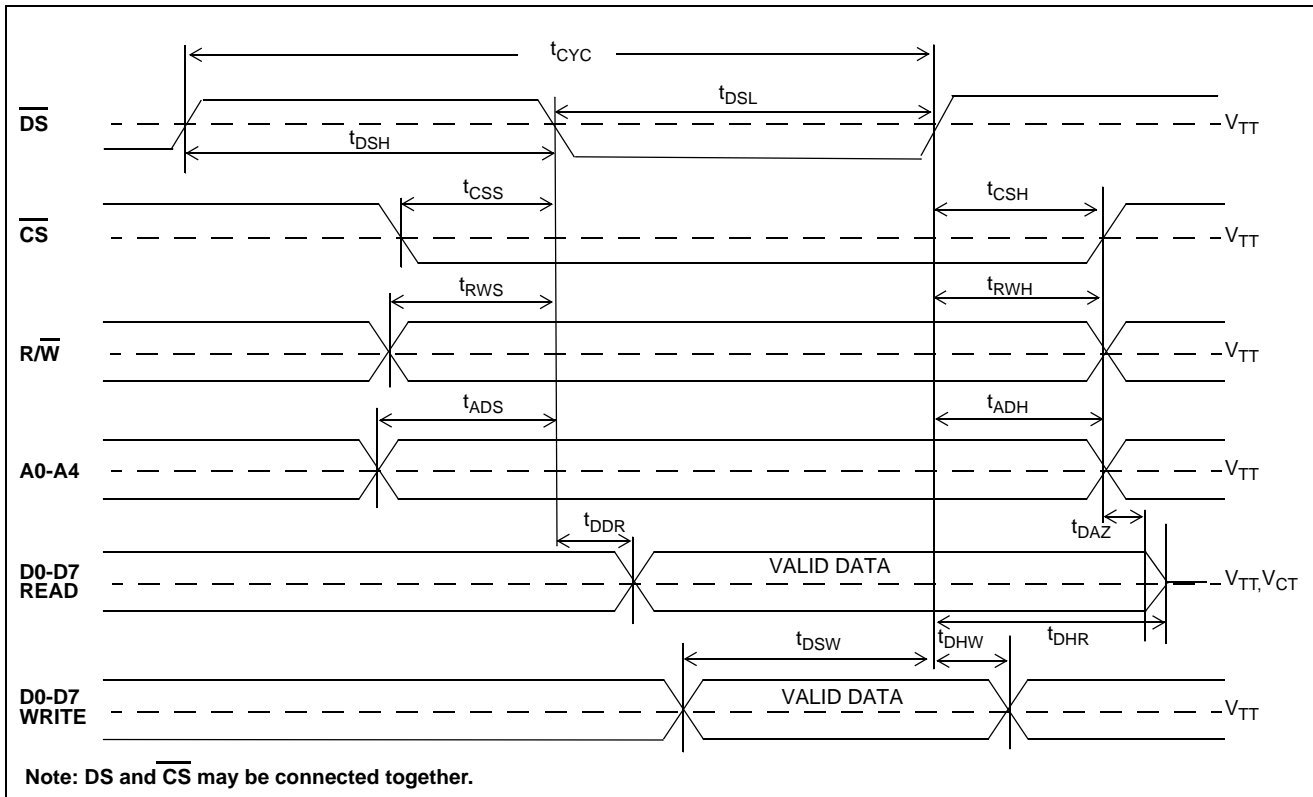 tCYC
DS
tDSL
VTT
tDSH
tCSS
tCSH
CS
VTT
tRWS
tRWH
R/W
VTT
tADS
tADH
A0-A4
VTT
tDDR
tDAZ
D0-D7
READ
VALID DATA
VTT,VCT
tDSW
tDHW
tDHR
D0-D7
WRITE
VALID DATA
VTT
Note: DS and CS may be connected together.